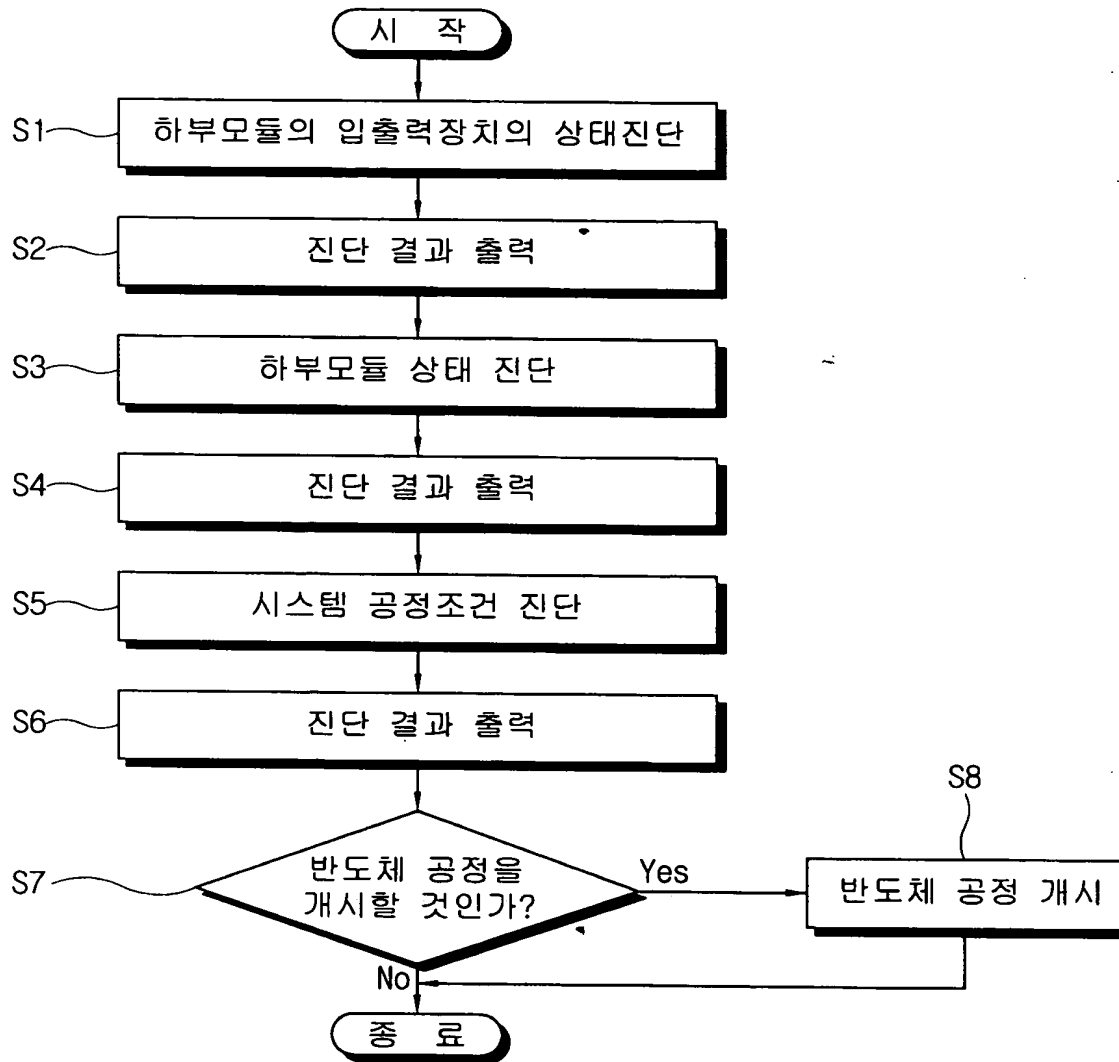 시 작
S1
하부모듈의 입출력장치의 상태진단
S2
진단 결과 출력
S3
하부모듈 상태 진단
S4
진단 결과 출력
S5
시스템 공정조건 진단
S6
진단 결과 출력
S7
반도체 공정을
개시할 것인가?
Yes
S8
반도체 공정 개시
No
종 료